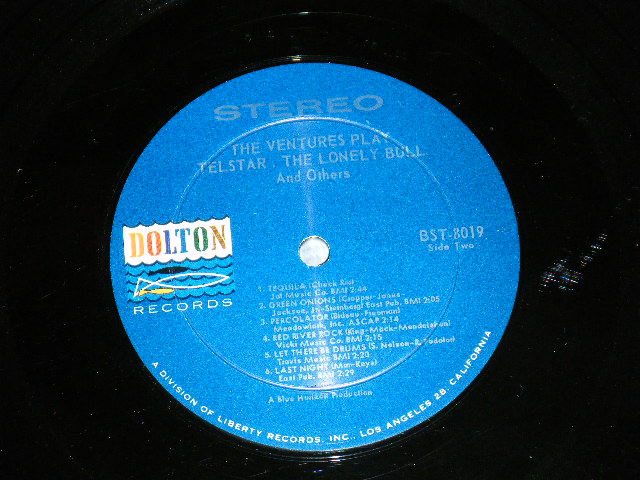 STEREO
THE VENTURES PLAY
TELSTAR . THE LONELY BULL
And Others
BST-8019
Side Two
DOLTON
RECORDS
1. TEQUILA (Chuck Rio)
Jat Music Co. BMI 2:44
2. GREEN ONIONS (Cropper-Jones-
Jackson, Jr.-Steinberg) East Pub. BMI 2:05
3. PERCOLATOR (Bideau-Freeman)
Meadowlark, Inc. ASCAP 2:14
4. RED RIVER ROCK (King-Mack-Mendelshon)
Vicki Music Co. BMI 2:15
5. LET THERE BE DRUMS (S. Nelson-R. Podolor)
Travis Music BMI 2:20
6. LAST NIGHT (Mar-Keys)
East Pub. BMI 2:29
A Blue Horizon Production
A DIVISION OF LIBERTY RECORDS, INC., LOS ANGELES 28, CALIFORNIA